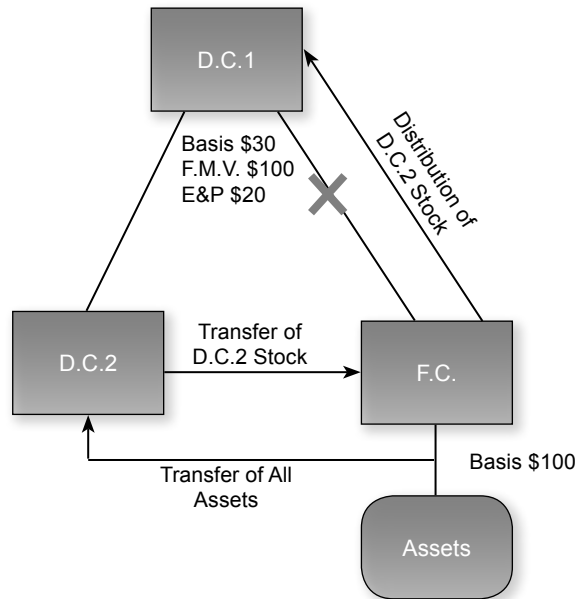 D.C.1
Basis $30
F.M.V. $100
E&P $20
Distribution of
D.C.2 Stock
D.C.2
Transfer of
D.C.2 Stock
F.C.
Transfer of All
Assets
Basis $100
Assets